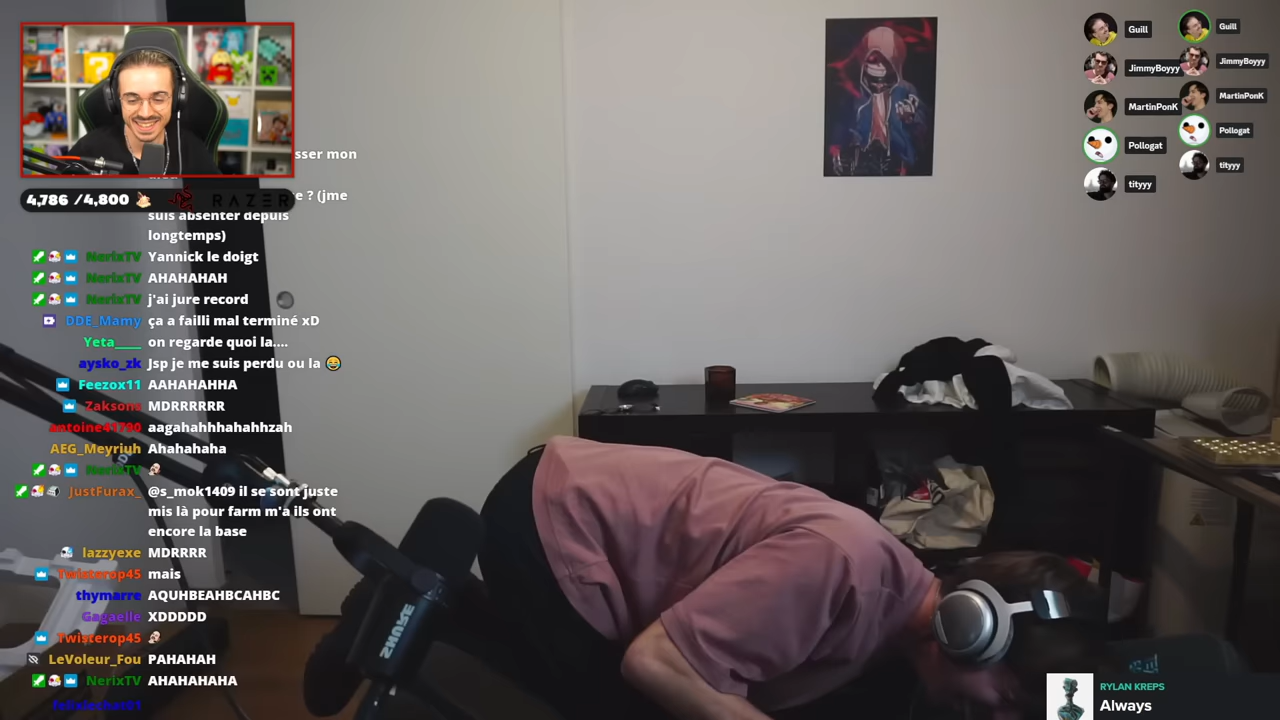 Guill
Guill
JimmyBoyyy
JimmyBoyyy
MartinPonK
MartinPonK
Pollogat
Pollogat
tityyy
tityyy
sser mon
4,786 /4,800
RAZER
e ? (jme
suis absenter depuis
longtemps)
NerixTV Yannick le doigt
NerixTV AHAHAHAH
NerixTV j'ai jure record
DDE_Mamy ça a failli mal terminé xD
Yeta____ on regarde quoi la....
aysko_zk Jsp je me suis perdu ou la 😂
Feezox11 AAHAHAHHA
Zaksons MDRRRRRR
antoine41790 aagahahhhahahhzah
AEG_Meyriuh Ahahahaha
NerixTV
JustFurax_ @s_mok1409 il se sont juste
mis là pour farm m'a ils ont
encore la base
lazzyexe MDRRRR
Twisterop45 mais
thymarre AQUHBEAHBCAHBC
Gagaelle XDDDDD
Twisterop45
LeVoleur_Fou PAHAHAH
NerixTV AHAHAHAHA
SHURE
RYLAN KREPS
Always